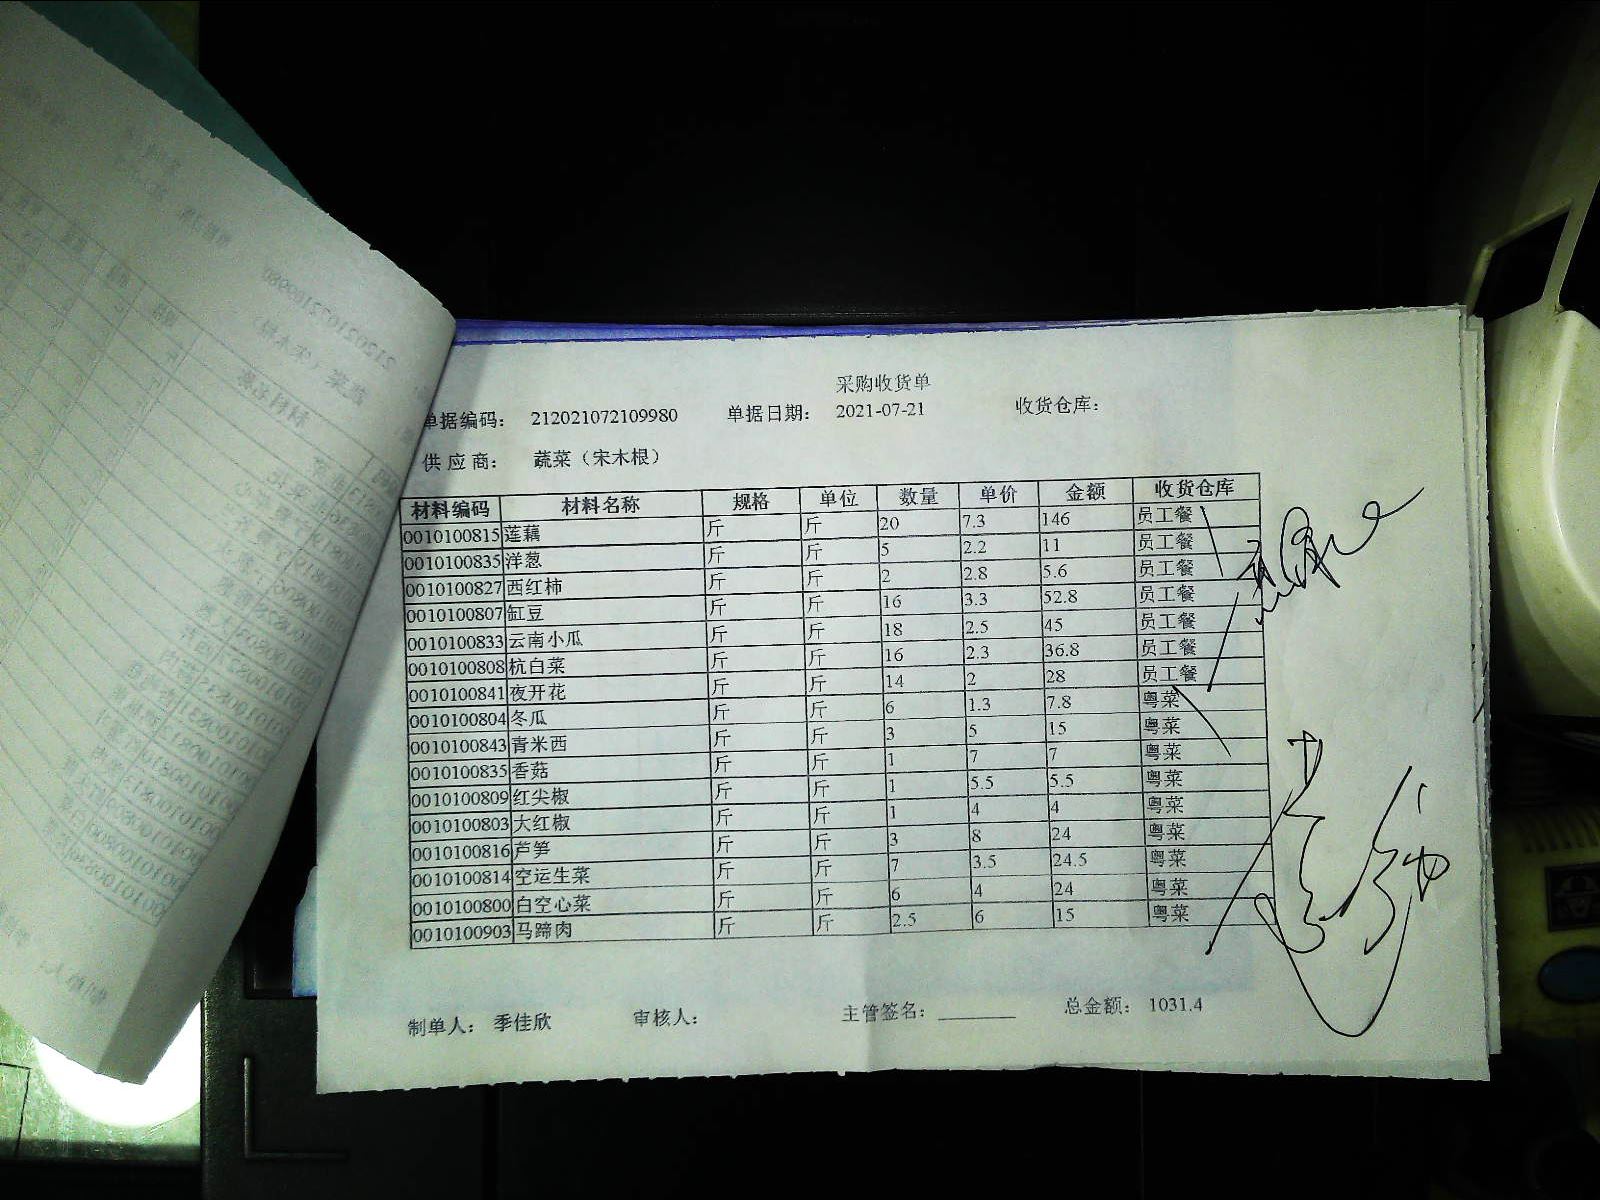 采购收货单
单据编码： 212021072109980 单据日期： 2021-07-21 收货仓库：
供应商： 蔬菜（宋木根）
材料编码 材料名称 规格 单位 数量 单价 金额 收货仓库
0010100815 莲藕 斤 斤 20 7.3 146 员工餐
0010100835 洋葱 斤 斤 5 2.2 11 员工餐
0010100827 西红柿 斤 斤 2 2.8 5.6 员工餐
0010100807 缸豆 斤 斤 16 3.3 52.8 员工餐
0010100833 云南小瓜 斤 斤 18 2.5 45 员工餐
0010100808 杭白菜 斤 斤 16 2.3 36.8 员工餐
0010100841 夜开花 斤 斤 14 2 28 员工餐
0010100804 冬瓜 斤 斤 6 1.3 7.8 粤菜
0010100843 青米西 斤 斤 3 5 15 粤菜
0010100835 香菇 斤 斤 1 7 7 粤菜
0010100809 红尖椒 斤 斤 1 5.5 5.5 粤菜
0010100803 大红椒 斤 斤 1 4 4 粤菜
0010100816 芦笋 斤 斤 3 8 24 粤菜
0010100814 空运生菜 斤 斤 7 3.5 24.5 粤菜
0010100800 白空心菜 斤 斤 6 4 24 粤菜
0010100903 马蹄肉 斤 斤 2.5 6 15 粤菜
制单人： 季佳欣 审核人： 主管签名： 总金额： 1031.4